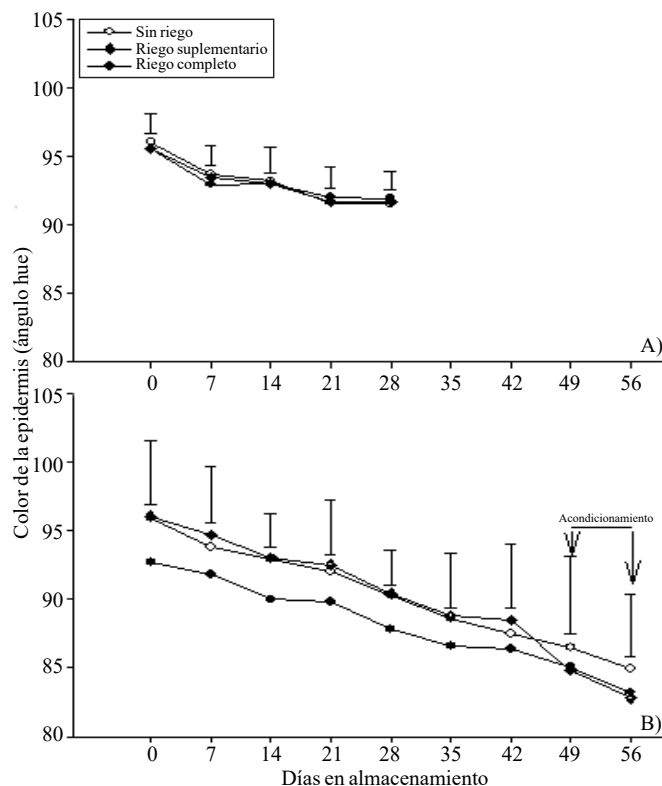 105
Sin riego
Riego suplementario
Riego completo
100
95
90
85
80
A)
0 7 14 21 28 35 42 49 56
Color de la epidermis (ángulo hue)
105
100
Acondicionamiento
95
90
85
80
B)
0 7 14 21 28 35 42 49 56
Días en almacenamiento